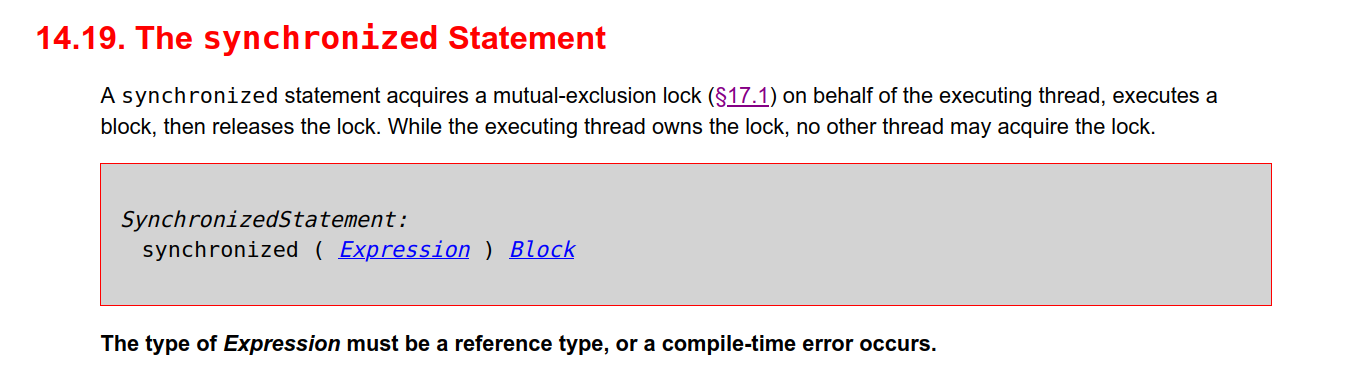 14.19. The synchronized Statement
A synchronized statement acquires a mutual-exclusion lock (§17.1) on behalf of the executing thread, executes a
block, then releases the lock. While the executing thread owns the lock, no other thread may acquire the lock.
SynchronizedStatement:
synchronized ( Expression ) Block
The type of Expression must be a reference type, or a compile-time error occurs.